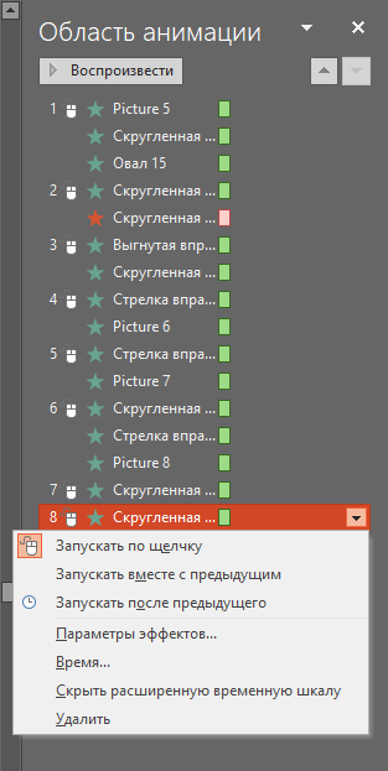 Область анимации
Воспроизвести
1 Picture 5
Скругленная ...
Овал 15
2 Скругленная ...
Скругленная ...
3 Выгнутая впр...
Скругленная ...
4 Стрелка впра...
Picture 6
5 Стрелка впра...
Picture 7
6 Скругленная ...
Стрелка впра...
Picture 8
7 Скругленная ...
8 Скругленная ...
Запускать по щелчку
Запускать вместе с предыдущим
Запускать после предыдущего
Параметры эффектов...
Время...
Скрыть расширенную временную шкалу
Удалить